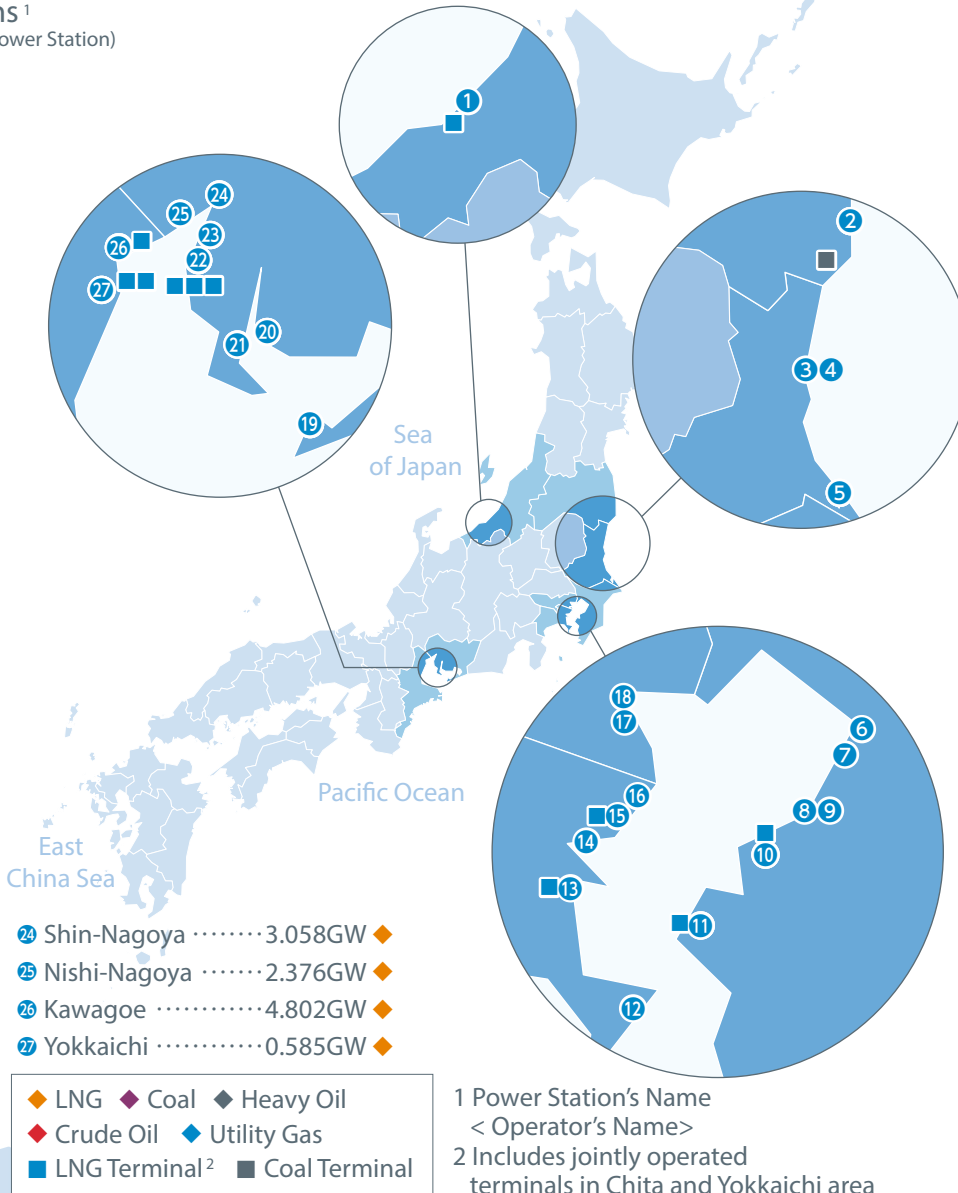 ns ¹
ower Station)
1
24
25
23
26
22
27
21
20
19
2
3 4
5
Sea
of Japan
18
17
6
7
16
15
8 9
14
10
13
11
12
Pacific Ocean
East
China Sea
24 Shin-Nagoya ········ 3.058GW ◆
25 Nishi-Nagoya ······· 2.376GW ◆
26 Kawagoe ············ 4.802GW ◆
27 Yokkaichi ············ 0.585GW ◆
◆ LNG ◆ Coal ◆ Heavy Oil
◆ Crude Oil ◆ Utility Gas
■ LNG Terminal ² ■ Coal Terminal
1 Power Station's Name
< Operator's Name>
2 Includes jointly operated
terminals in Chita and Yokkaichi area